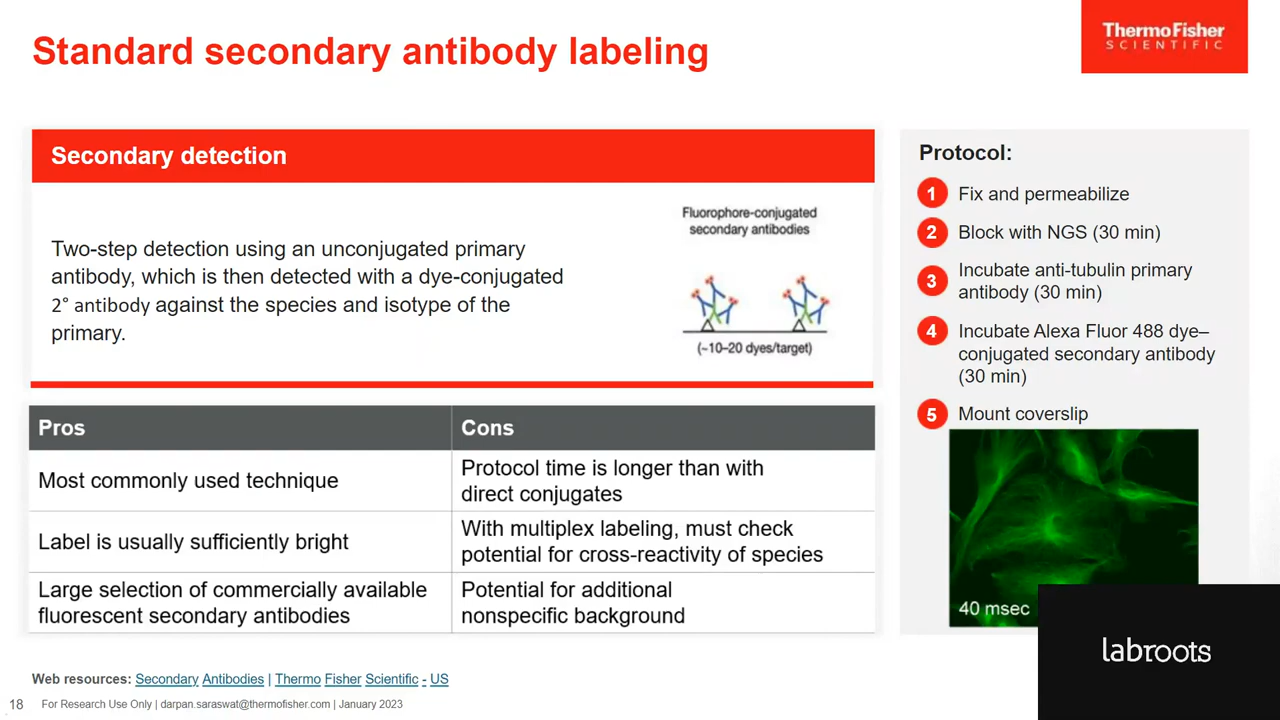 Standard secondary antibody labeling
ThermoFisher
SCIENTIFIC
Secondary detection
Two-step detection using an unconjugated primary
antibody, which is then detected with a dye-conjugated
2° antibody against the species and isotype of the
primary.
Fluorophore-conjugated
secondary antibodies
(~10–20 dyes/target)
Pros
Cons
Most commonly used technique
Protocol time is longer than with
direct conjugates
Label is usually sufficiently bright
With multiplex labeling, must check
potential for cross-reactivity of species
Large selection of commercially available
fluorescent secondary antibodies
Potential for additional
nonspecific background
Protocol:
1 Fix and permeabilize
2 Block with NGS (30 min)
3 Incubate anti-tubulin primary
antibody (30 min)
4 Incubate Alexa Fluor 488 dye–
conjugated secondary antibody
(30 min)
5 Mount coverslip
40 msec
labroots
Web resources: Secondary Antibodies | Thermo Fisher Scientific - US
18 For Research Use Only | darpan.saraswat@thermofisher.com | January 2023